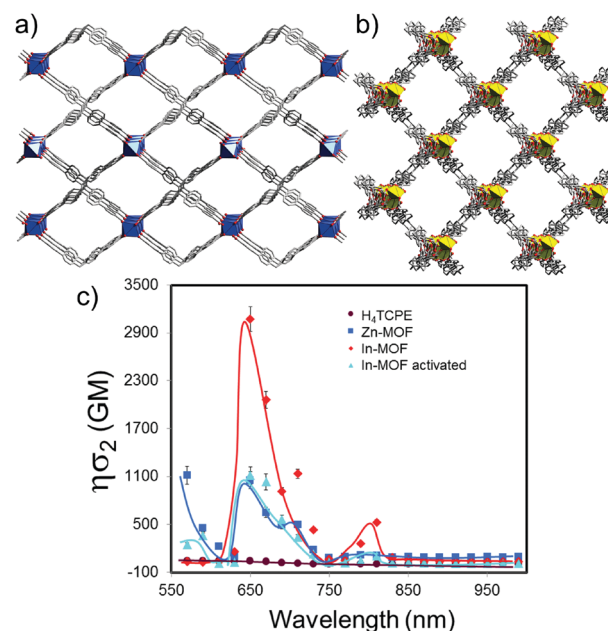 a)
b)
c)
3500
2900
2300
1700
1100
500
-100
ησ₂ (GM)
H₄TCPE
Zn-MOF
In-MOF
In-MOF activated
550 650 750 850 950
Wavelength (nm)